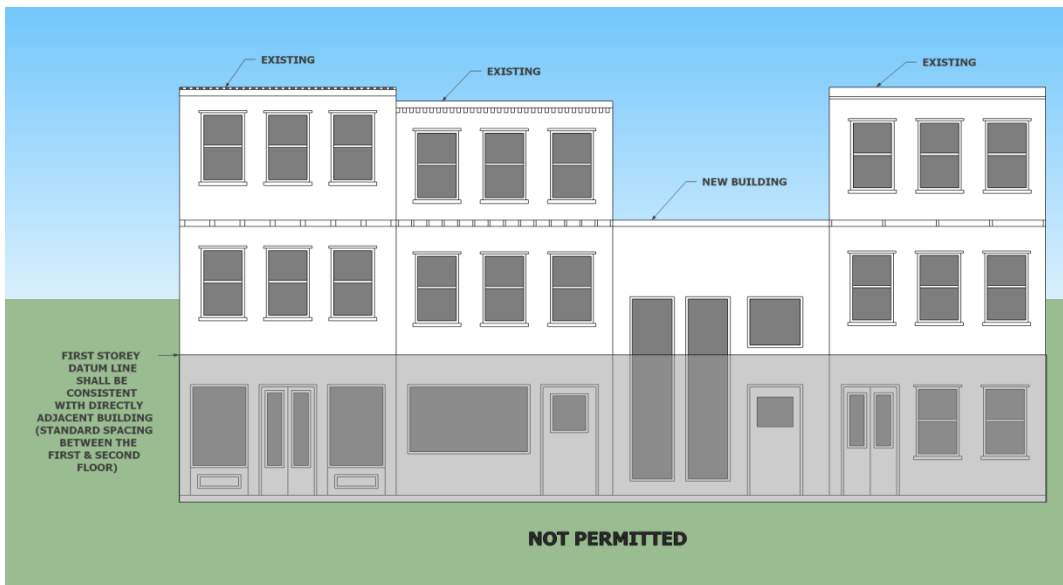 EXISTING
EXISTING
EXISTING
NEW BUILDING
FIRST STOREY
DATUM LINE
SHALL BE
CONSISTENT
WITH DIRECTLY
ADJACENT BUILDING
(STANDARD SPACING
BETWEEN THE
FIRST & SECOND
FLOOR)
NOT PERMITTED